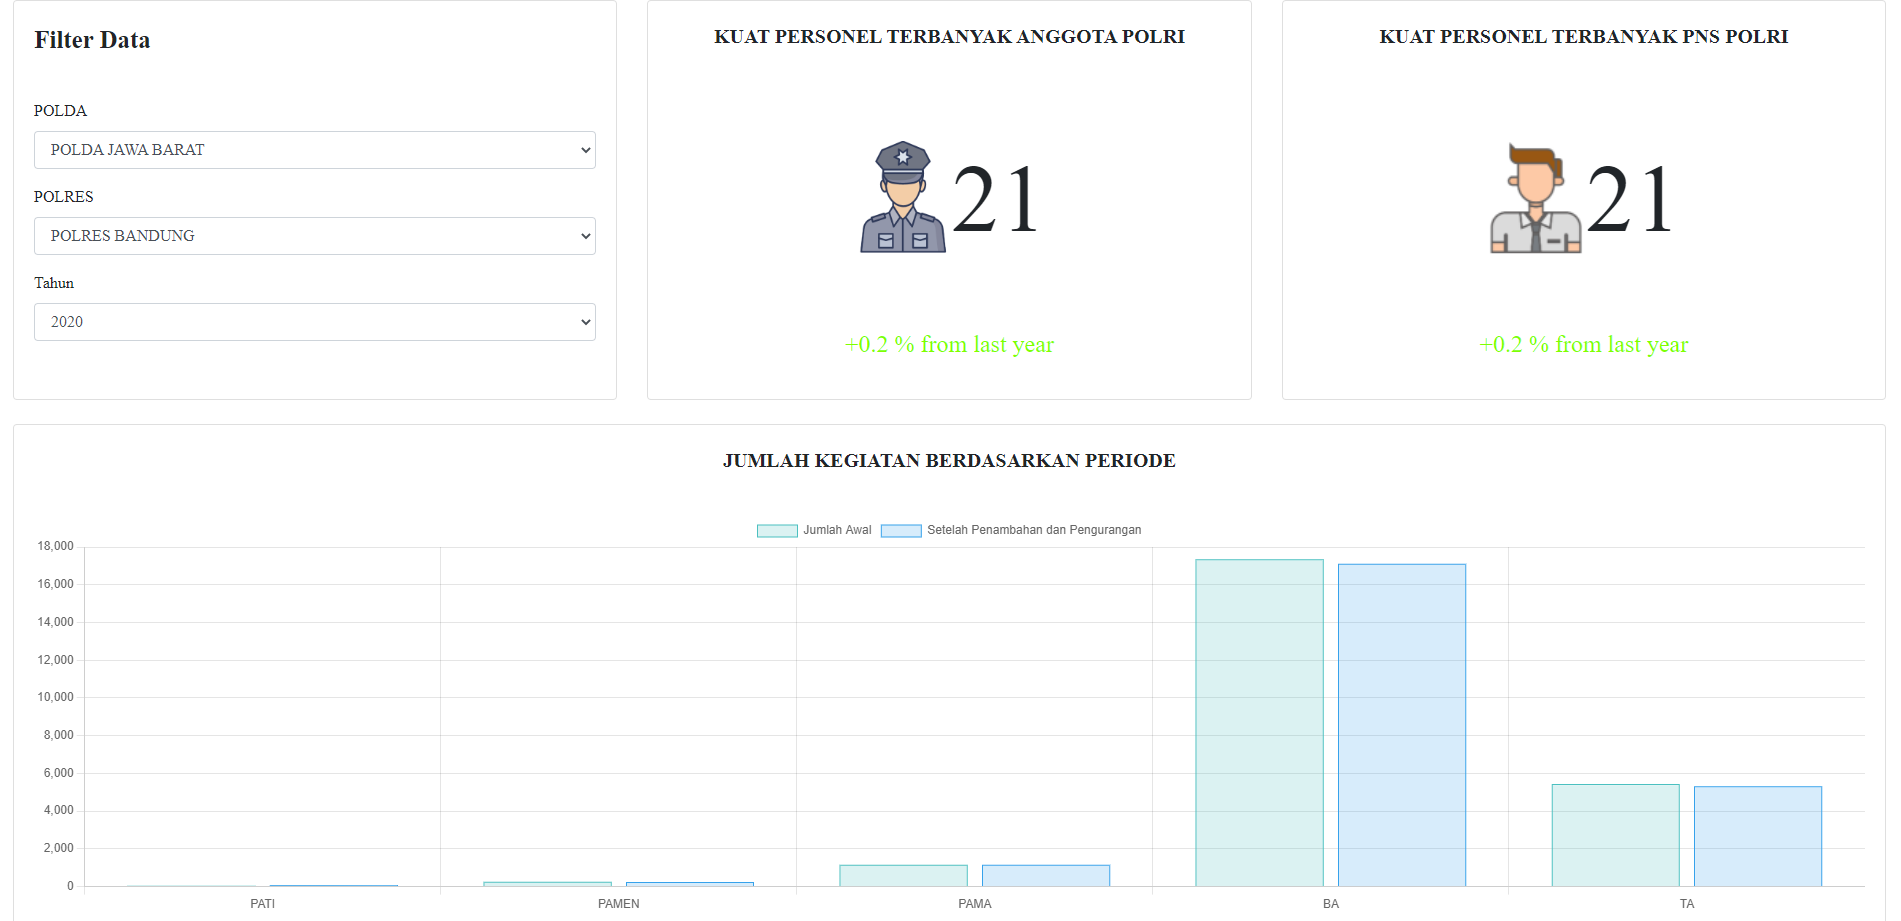 Filter Data
POLDA
POLDA JAWA BARAT
POLRES
POLRES BANDUNG
Tahun
2020
KUAT PERSONEL TERBANYAK ANGGOTA POLRI
21
+0.2 % from last year
KUAT PERSONEL TERBANYAK PNS POLRI
21
+0.2 % from last year
JUMLAH KEGIATAN BERDASARKAN PERIODE
Jumlah Awal Setelah Penambahan dan Pengurangan
18,000
16,000
14,000
12,000
10,000
8,000
6,000
4,000
2,000
0
PATI PAMEN PAMA BA TA